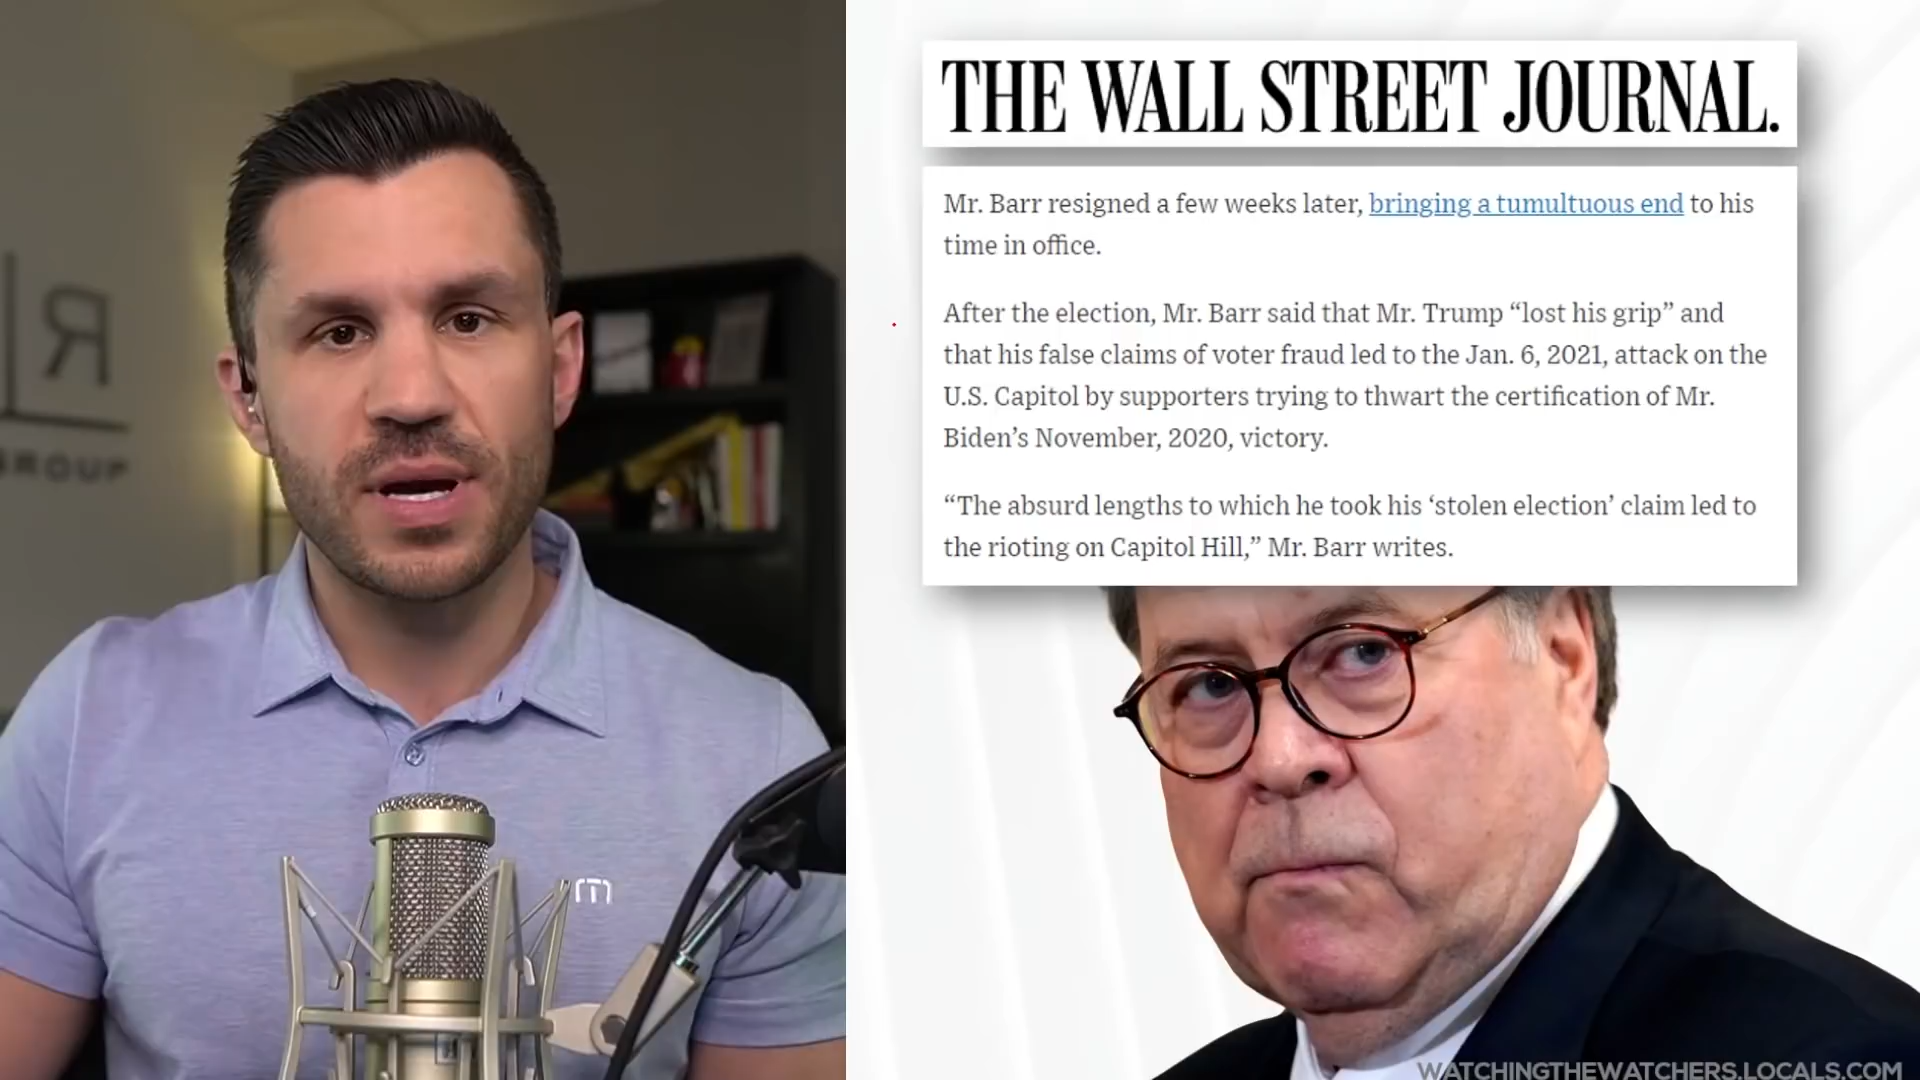 THE WALL STREET JOURNAL.
Mr. Barr resigned a few weeks later, bringing a tumultuous end to his
time in office.
After the election, Mr. Barr said that Mr. Trump “lost his grip” and
that his false claims of voter fraud led to the Jan. 6, 2021, attack on the
U.S. Capitol by supporters trying to thwart the certification of Mr.
Biden’s November, 2020, victory.
“The absurd lengths to which he took his ‘stolen election’ claim led to
the rioting on Capitol Hill,” Mr. Barr writes.
R
GROUP
WATCHINGTHEWATCHERS.LOCALS.COM